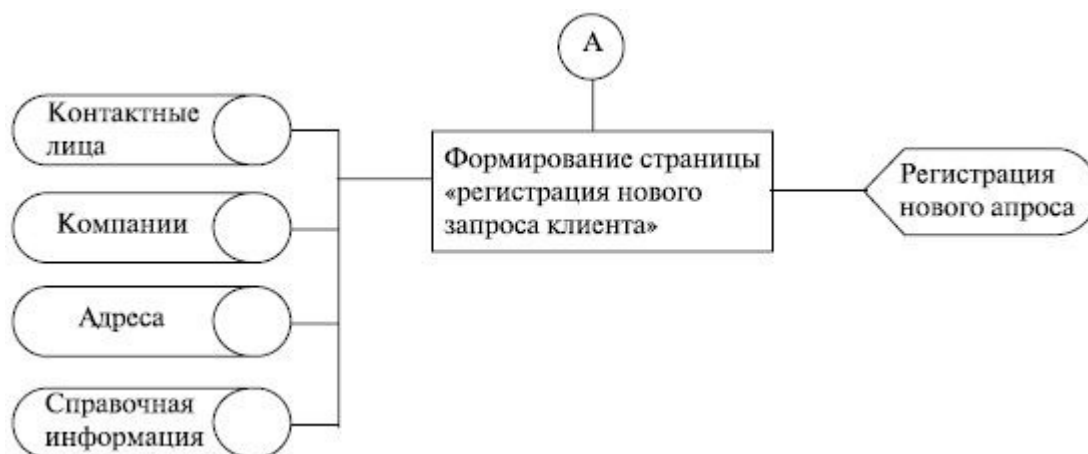 А
Контактные
лица
Формирование страницы
«регистрация нового
запроса клиента»
Регистрация
нового апроса
Компании
Адреса
Справочная
информация